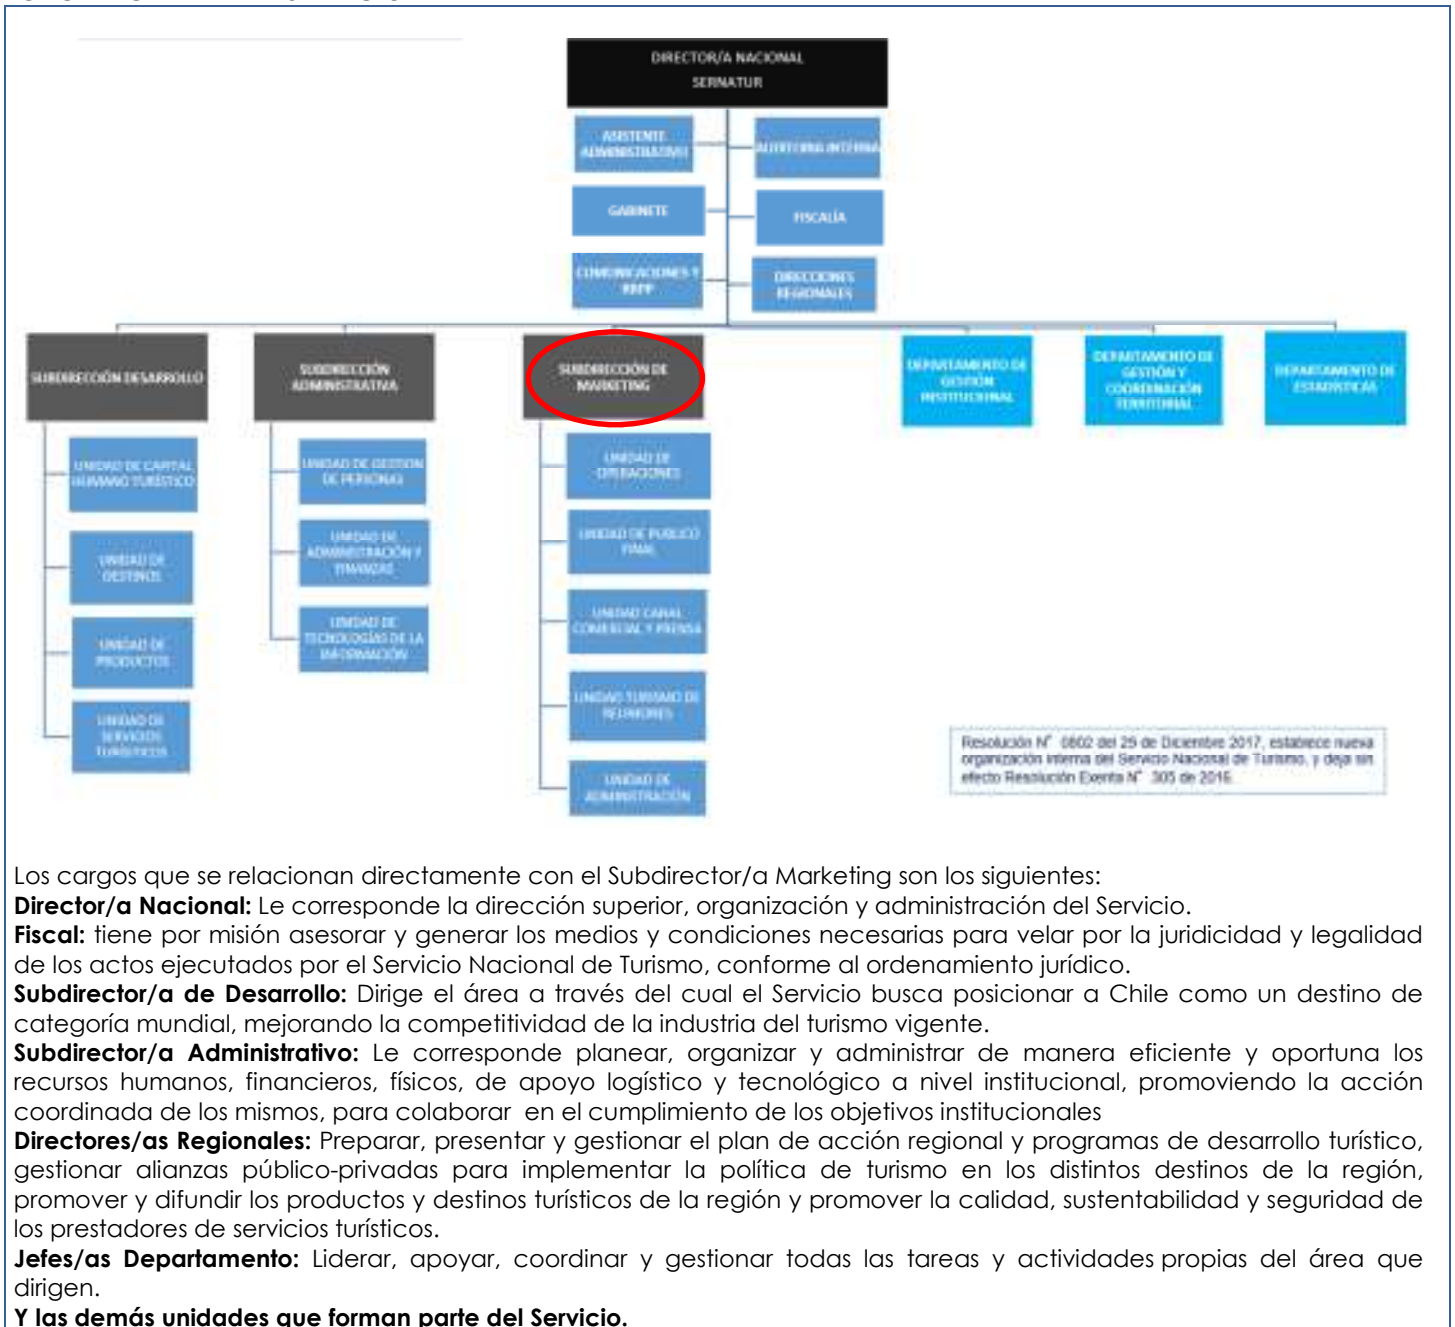 DIRECTOR/A NACIONAL
SERNATUR
ASISTENTE
ADMINISTRATIVO
AUDITORIA INTERNA
GABINETE
FISCALÍA
COMUNICACIONES Y
RRPP
DIRECCIONES
REGIONALES
SUBDIRECCIÓN DESARROLLO
SUBDIRECCIÓN
ADMINISTRATIVA
SUBDIRECCIÓN DE
MARKETING
DEPARTAMENTO DE
GESTIÓN
INSTITUCIONAL
DEPARTAMENTO DE
GESTIÓN Y
COORDINACIÓN
TERRITORIAL
DEPARTAMENTO DE
ESTADÍSTICAS
UNIDAD DE CAPITAL
HUMANO TURÍSTICO
UNIDAD DE
DESTINOS
UNIDAD DE
PRODUCTOS
UNIDAD DE
SERVICIOS
TURÍSTICOS
UNIDAD DE GESTION
DE PERSONAS
UNIDAD DE
ADMINISTRACIÓN Y
FINANZAS
UNIDAD DE
TECNOLOGÍAS DE LA
INFORMACIÓN
UNIDAD DE
OPERACIONES
UNIDAD DE PUBLICO
FINAL
UNIDAD CANAL
COMERCIAL Y PRENSA
UNIDAD TURISMO DE
REUNIONES
UNIDAD DE
ADMINISTRACIÓN
Resolución N° 0802 del 29 de Diciembre 2017, establece nueva
organización interna del Servicio Nacional de Turismo, y deja sin
efecto Resolución Exenta N° 305 de 2016.
Los cargos que se relacionan directamente con el Subdirector/a Marketing son los siguientes:
Director/a Nacional: Le corresponde la dirección superior, organización y administración del Servicio.
Fiscal: tiene por misión asesorar y generar los medios y condiciones necesarias para velar por la juridicidad y legalidad
de los actos ejecutados por el Servicio Nacional de Turismo, conforme al ordenamiento jurídico.
Subdirector/a de Desarrollo: Dirige el área a través del cual el Servicio busca posicionar a Chile como un destino de
categoría mundial, mejorando la competitividad de la industria del turismo vigente.
Subdirector/a Administrativo: Le corresponde planear, organizar y administrar de manera eficiente y oportuna los
recursos humanos, financieros, físicos, de apoyo logístico y tecnológico a nivel institucional, promoviendo la acción
coordinada de los mismos, para colaborar en el cumplimiento de los objetivos institucionales
Directores/as Regionales: Preparar, presentar y gestionar el plan de acción regional y programas de desarrollo turístico,
gestionar alianzas público-privadas para implementar la política de turismo en los distintos destinos de la región,
promover y difundir los productos y destinos turísticos de la región y promover la calidad, sustentabilidad y seguridad de
los prestadores de servicios turísticos.
Jefes/as Departamento: Liderar, apoyar, coordinar y gestionar todas las tareas y actividades propias del área que
dirigen.
Y las demás unidades que forman parte del Servicio.